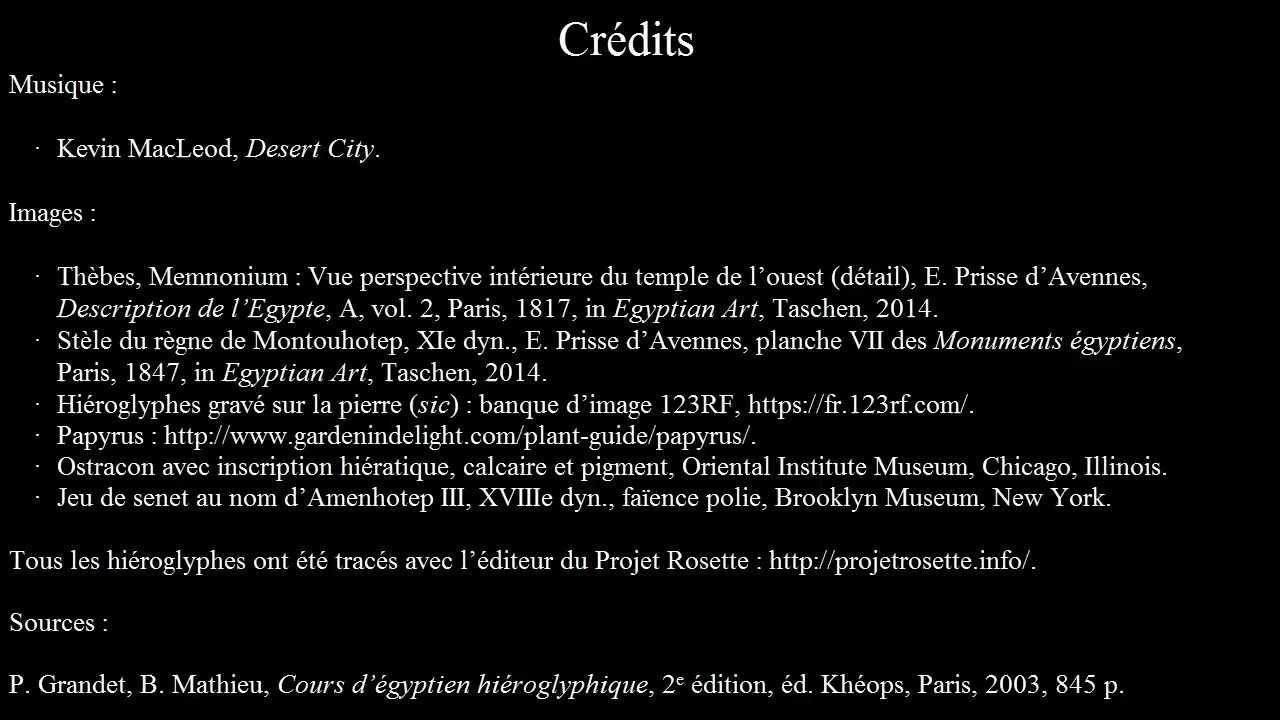 Crédits
Musique :
· Kevin MacLeod, Desert City.
Images :
· Thèbes, Memnonium : Vue perspective intérieure du temple de l’ouest (détail), E. Prisse d’Avennes,
Description de l’Egypte, A, vol. 2, Paris, 1817, in Egyptian Art, Taschen, 2014.
· Stèle du règne de Montouhotep, XIe dyn., E. Prisse d’Avennes, planche VII des Monuments égyptiens,
Paris, 1847, in Egyptian Art, Taschen, 2014.
· Hiéroglyphes gravé sur la pierre (sic) : banque d’image 123RF, https://fr.123rf.com/.
· Papyrus : http://www.gardenindelight.com/plant-guide/papyrus/.
· Ostracon avec inscription hiératique, calcaire et pigment, Oriental Institute Museum, Chicago, Illinois.
· Jeu de senet au nom d’Amenhotep III, XVIIIe dyn., faïence polie, Brooklyn Museum, New York.
Tous les hiéroglyphes ont été tracés avec l’éditeur du Projet Rosette : http://projetrosette.info/.
Sources :
P. Grandet, B. Mathieu, Cours d’égyptien hiéroglyphique, 2e édition, éd. Khéops, Paris, 2003, 845 p.